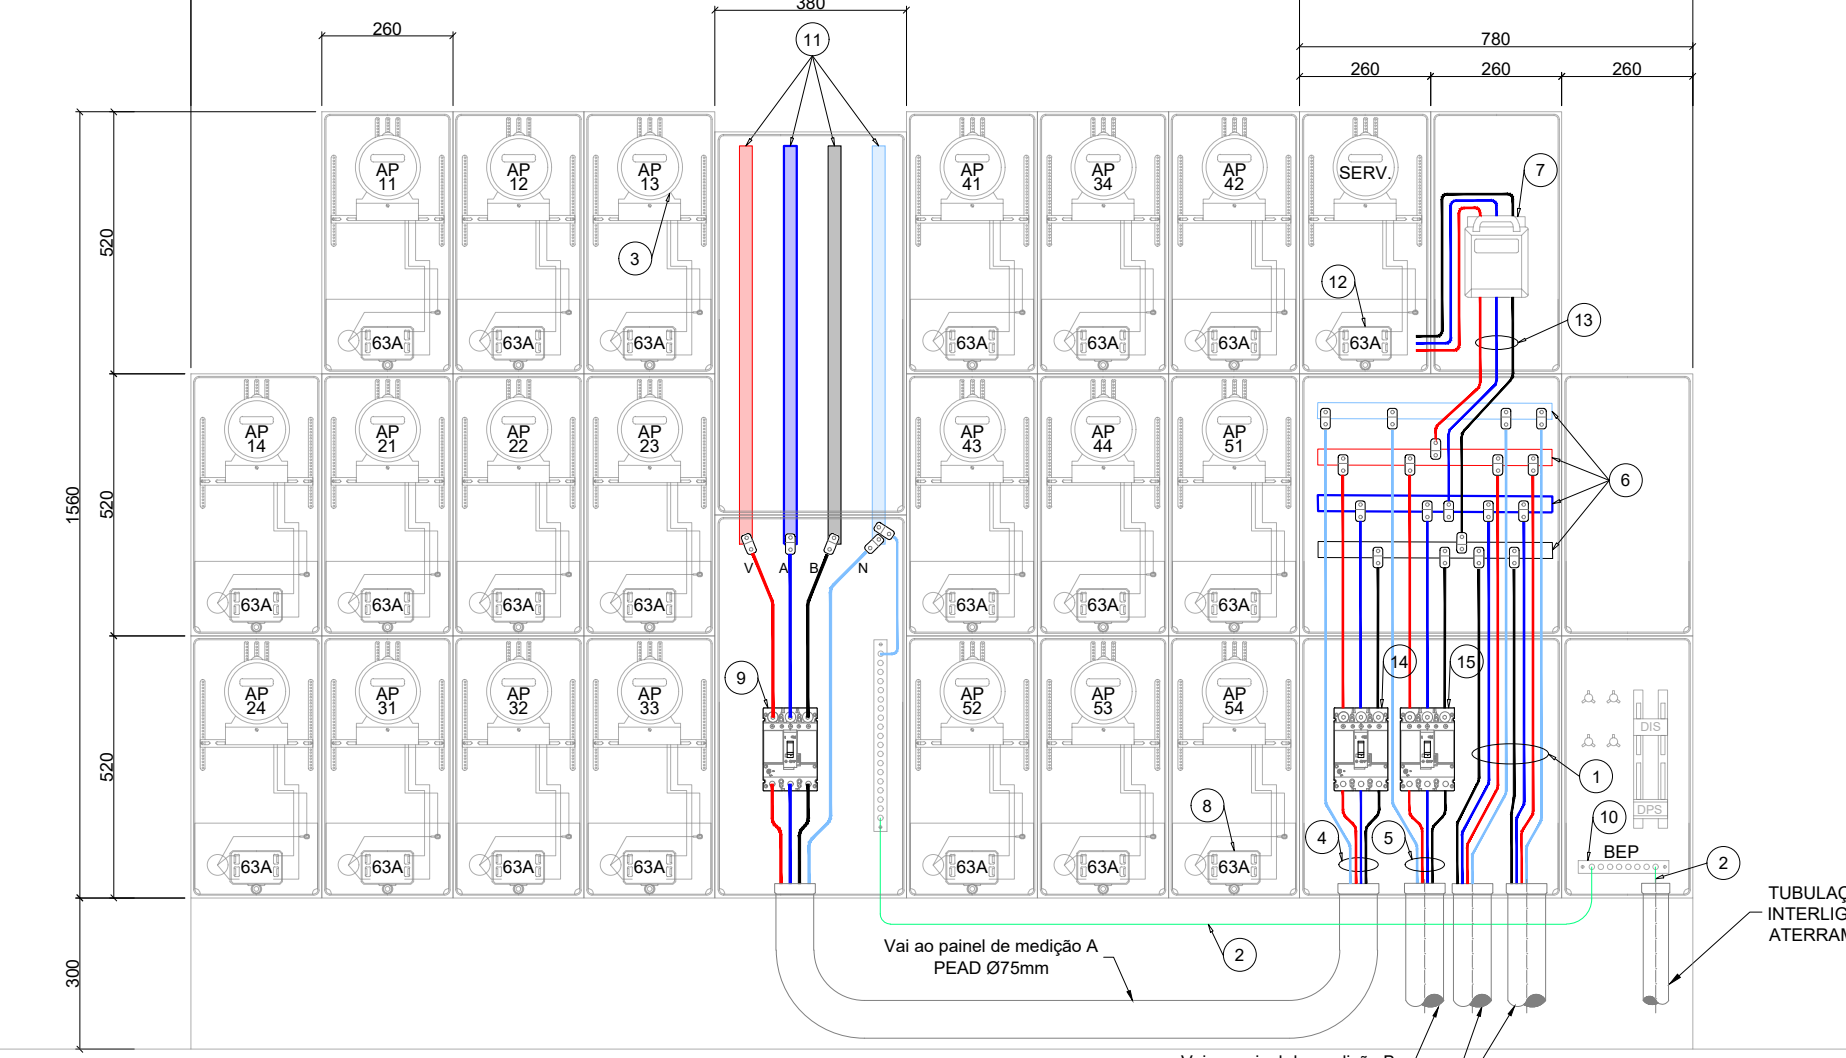 380
260
11
780
260
260
260
AP
11
AP
12
AP
13
AP
41
AP
34
AP
42
SERV.
7
520
3
12
13
63A
63A
63A
63A
63A
63A
63A
AP
14
AP
21
AP
22
AP
23
AP
43
AP
44
AP
51
6
1560
520
V
A
B
N
63A
63A
63A
63A
63A
63A
63A
9
14
15
AP
24
AP
31
AP
32
AP
33
AP
52
AP
53
AP
54
DIS
520
1
8
10
DPS
4
5
BEP
2
63A
63A
63A
63A
63A
63A
63A
TUBULAÇ
INTERLIG
ATERRAM
Vai ao painel de medição A
PEAD Ø75mm
2
300